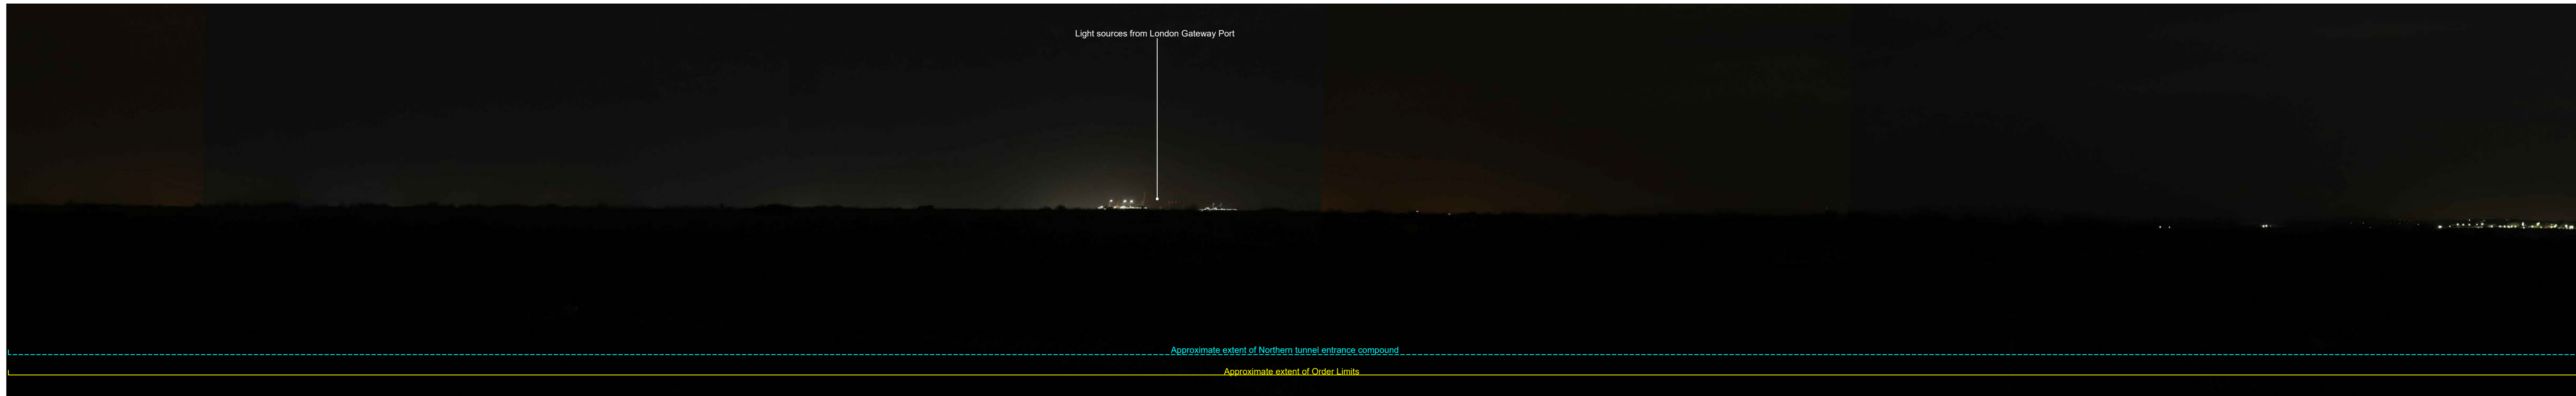 Light sources from London Gateway Port
Approximate extent of Northern tunnel entrance compound
Approximate extent of Order Limits